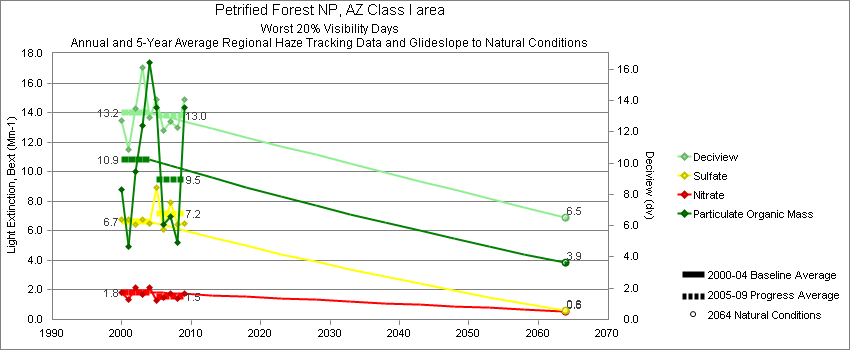 Petrified Forest NP, AZ Class I area
Worst 20% Visibility Days
Annual and 5-Year Average Regional Haze Tracking Data and Glideslope to Natural Conditions
Light Extinction, Bext (Mm-1)
18.0
16.0
14.0
12.0
10.0
8.0
6.0
4.0
2.0
0.0
13.2
13.0
10.9
9.5
6.7
7.2
1.8
1.5
6.5
3.9
0.6
16.0
14.0
12.0
10.0
8.0
6.0
4.0
2.0
0.0
Deciview (dv)
1990 2000 2010 2020 2030 2040 2050 2060 2070
Deciview
Sulfate
Nitrate
Particulate Organic Mass
2000-04 Baseline Average
2005-09 Progress Average
2064 Natural Conditions